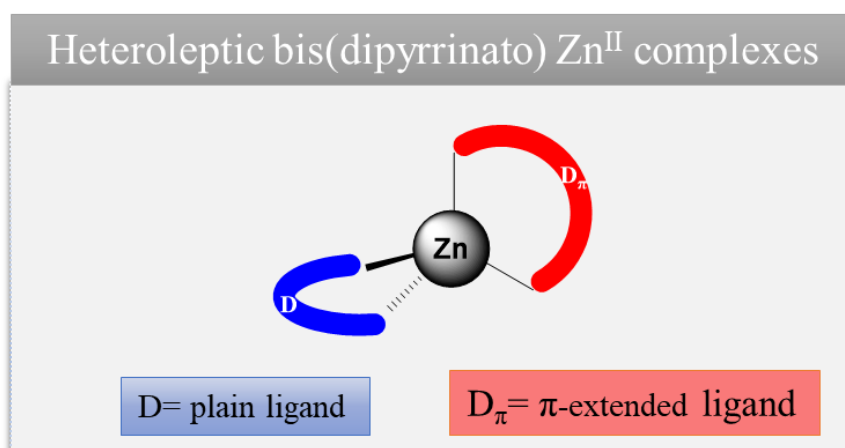 Heteroleptic bis(dipyrrinato) Znᴵᴵ complexes
Dπ
Zn
D
D= plain ligand
Dπ= π-extended ligand